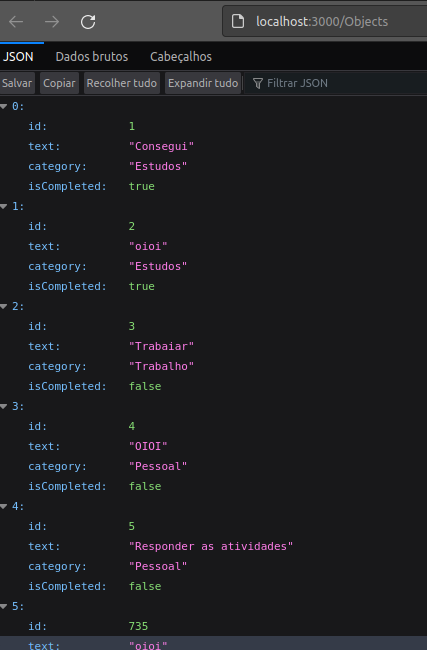 localhost:3000/Objects
JSON Dados brutos Cabeçalhos
Salvar Copiar Recolher tudo Expandir tudo Filtrar JSON
0:
id: 1
text: "Consegui"
category: "Estudos"
isCompleted: true
1:
id: 2
text: "oioi"
category: "Estudos"
isCompleted: true
2:
id: 3
text: "Trabaiar"
category: "Trabalho"
isCompleted: false
3:
id: 4
text: "OIOI"
category: "Pessoal"
isCompleted: false
4:
id: 5
text: "Responder as atividades"
category: "Pessoal"
isCompleted: false
5:
id: 735
text: "oioi"